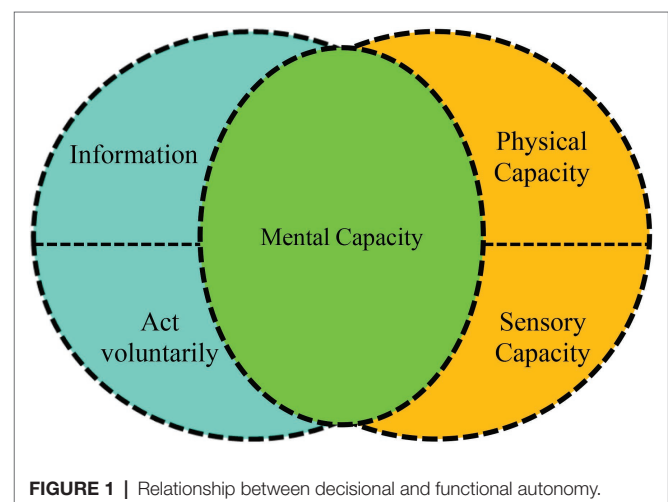 Information
Physical
Capacity
Mental Capacity
Act
voluntarily
Sensory
Capacity
FIGURE 1 | Relationship between decisional and functional autonomy.